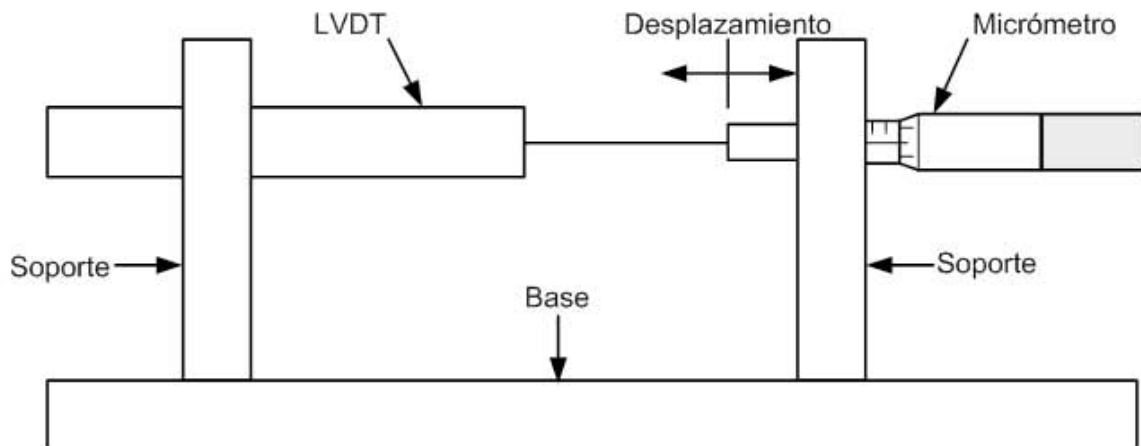 LVDT
Desplazamiento
Micrómetro
Soporte
Soporte
Base